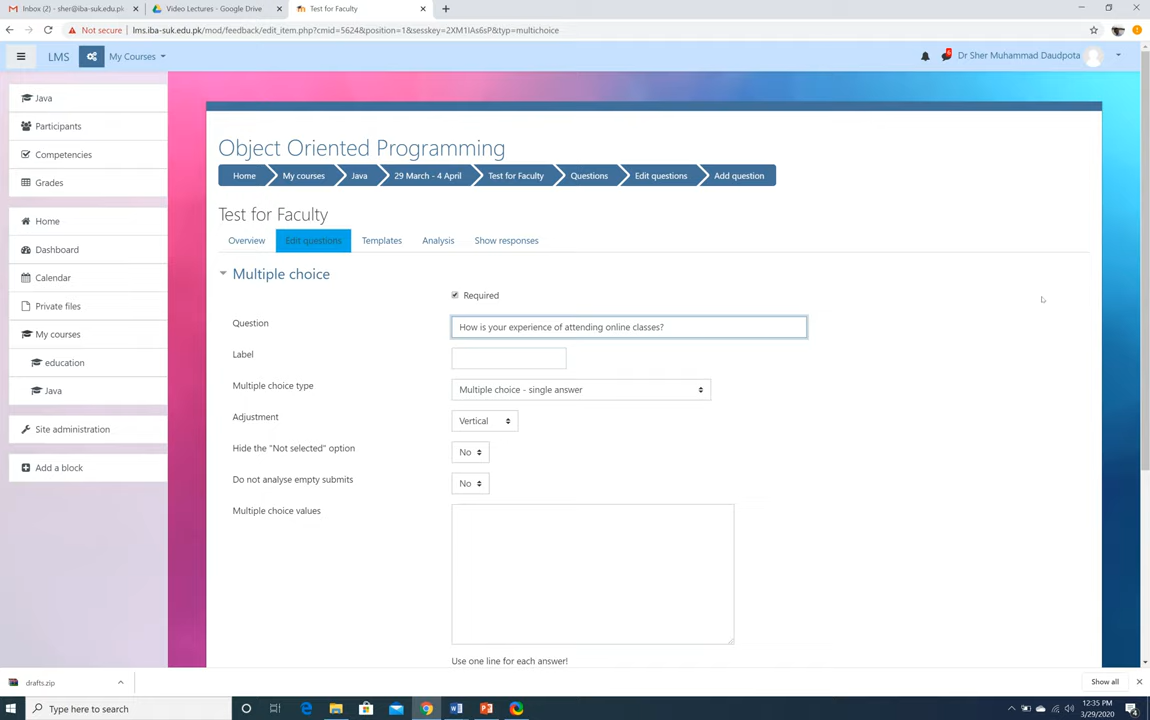 Inbox (2) - sher@iba-suk.edu.pk
Video Lectures - Google Drive
Test for Faculty
Not secure
lms.iba-suk.edu.pk/mod/feedback/edit_item.php?cmid=5624&position=1&sesskey=2XM1IAs6sP&typ=multichoice
LMS
My Courses
6
Dr Sher Muhammad Daudpota
Java
Participants
Competencies
Grades
Home
Dashboard
Calendar
Private files
My courses
education
Java
Site administration
Add a block
Object Oriented Programming
Home My courses Java 29 March - 4 April Test for Faculty Questions Edit questions Add question
Test for Faculty
Overview Edit questions Templates Analysis Show responses
Multiple choice
Required
Question How is your experience of attending online classes?
Label
Multiple choice type Multiple choice - single answer
Adjustment Vertical
Hide the "Not selected" option No
Do not analyse empty submits No
Multiple choice values
Use one line for each answer!
drafts.zip
Show all
Type here to search
12:35 PM
3/29/2020
4